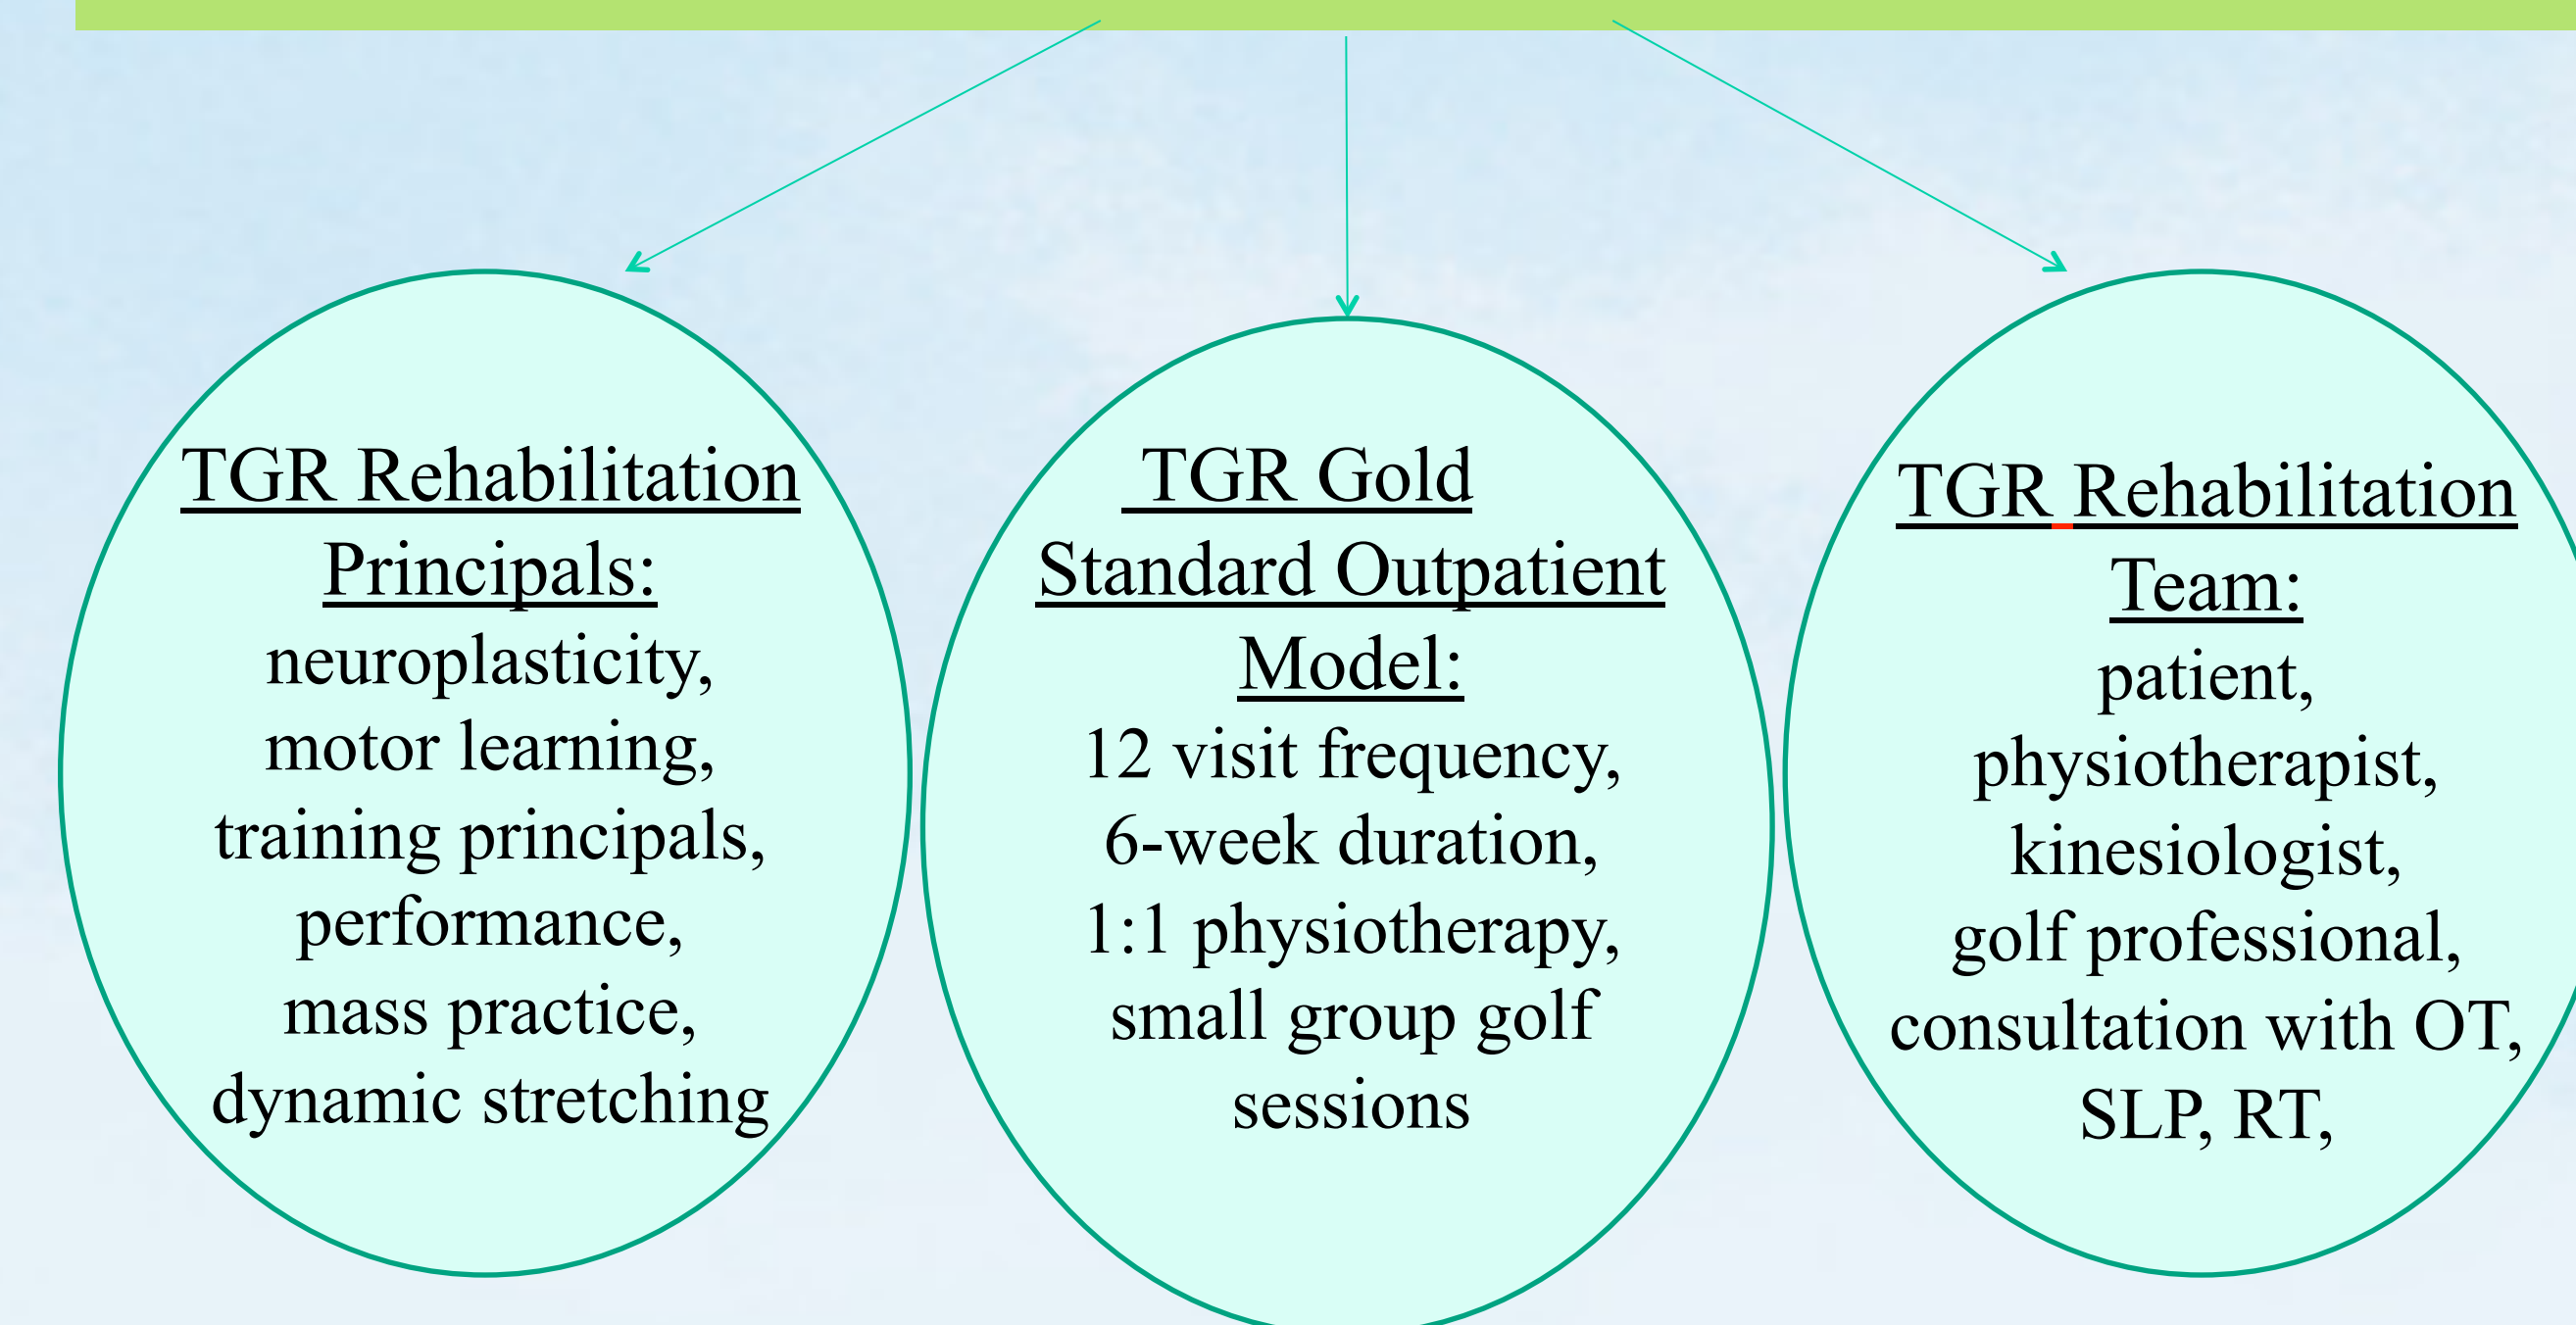 TGR Rehabilitation
Principals:
neuroplasticity,
motor learning,
training principals,
performance,
mass practice,
dynamic stretching
TGR Gold
Standard Outpatient
Model:
12 visit frequency,
6-week duration,
1:1 physiotherapy,
small group golf
sessions
TGR Rehabilitation
Team:
patient,
physiotherapist,
kinesiologist,
golf professional,
consultation with OT,
SLP, RT,